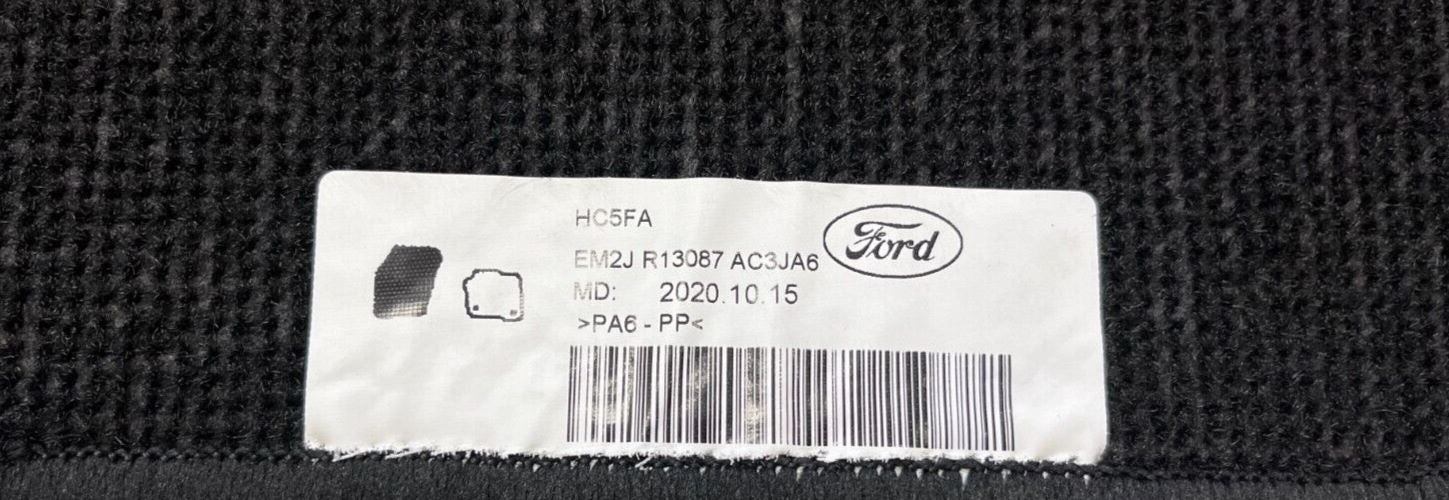 HC5FA
Ford
EM2J R13087 AC3JA6
MD: 2020.10.15
>PA6 - PP<